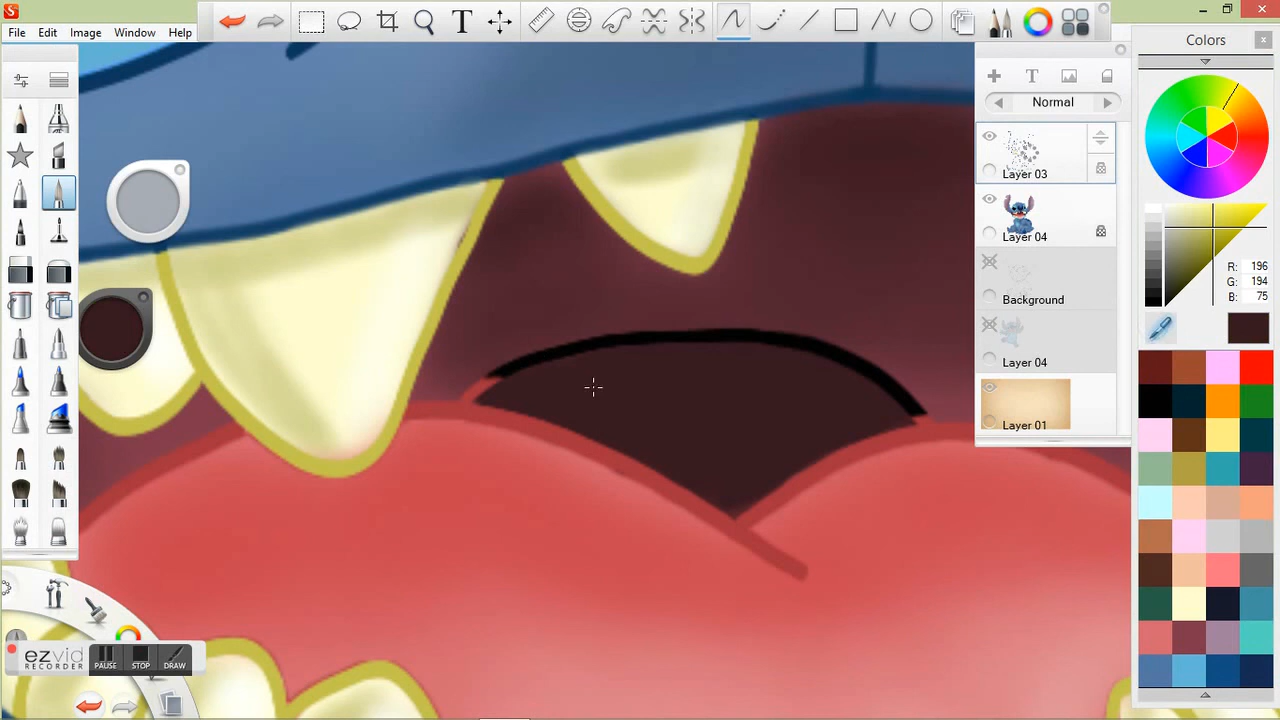 File Edit Image Window Help
T
Colors
T
Normal
Layer 03
Layer 04
Background
Layer 04
Layer 01
R: 196
G: 194
B: 75
ezvid
RECORDER
PAUSE STOP DRAW